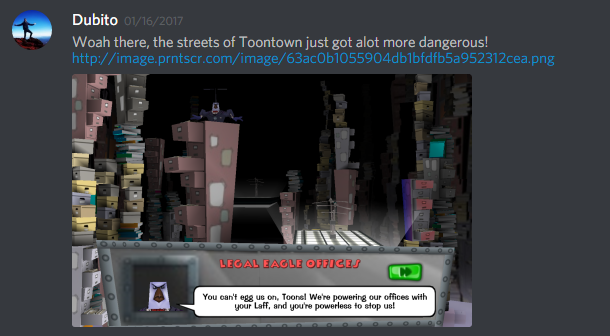 Dubito 01/16/2017
Woah there, the streets of Toontown just got alot more dangerous!
http://image.prntscr.com/image/63ac0b1055904db1bfdfb5a952312cea.png
LEGAL EAGLE OFFICES
You can't egg us on, Toons! We're powering our offices with
your Laff, and you're powerless to stop us!